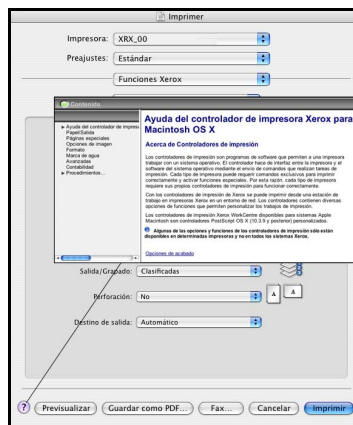 Imprimir
Impresora: XRX_00
Preajustes: Estándar
Funciones Xerox
Contenido
Ayuda del controlador de impres
Papel/Salida
Páginas especiales
Opciones de imagen
Formato
Marca de agua
Avanzadas
Contabilidad
Procedimientos...
Ayuda del controlador de impresora Xerox para
Macintosh OS X
Acerca de Controladores de impresión
Los controladores de impresión son programas de software que permiten a una impresora
trabajar con un sistema operativo. El controlador hace de interfaz entre la impresora y el
software del sistema operativo mediante el envío de comandos que realizan tareas de
impresión. Cada tipo de impresora puede requerir comandos exclusivos para imprimir
correctamente y activar funciones especiales. Por esta razón, cada tipo de impresora
requiere sus propios controladores de impresión para funcionar correctamente.
Con los controladores de impresión de Xerox se puede imprimir desde una estación de
trabajo en impresoras Xerox en un entorno de red. Los controladores contienen diversas
opciones de funciones que permiten personalizar los trabajos de impresión.
Los controladores de impresión Xerox WorkCentre disponibles para sistemas Apple
Macintosh son controladores PostScript OS X (10.3.9 y posterior) personalizados.
Algunas de las opciones y funciones de los controladores de impresión sólo están
disponibles en determinadas impresoras y no en todos los sistemas Xerox.
Opciones de acabado
Salida/Grapado: Clasificadas
Perforación: No
A A
Destino de salida: Automático
? Previsualizar Guardar como PDF... Fax... Cancelar Imprimir